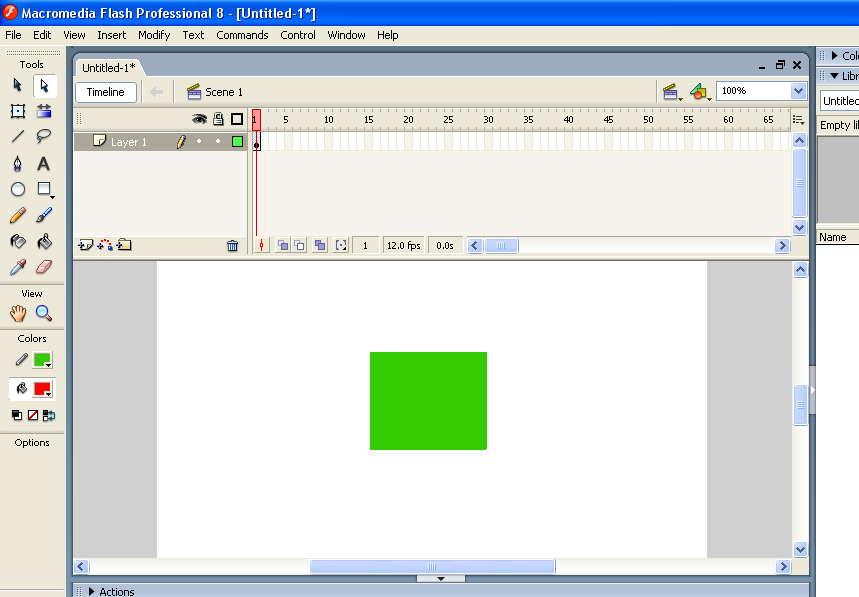 Macromedia Flash Professional 8 - [Untitled-1*]
File Edit View Insert Modify Text Commands Control Window Help
Tools
Untitled-1*
Timeline
Scene 1
100%
1 5 10 15 20 25 30 35 40 45 50 55 60 65
Layer 1
1 12.0 fps 0.0s
View
Colors
Options
Actions
Colo
Libr
Untitled
Empty lib
Name